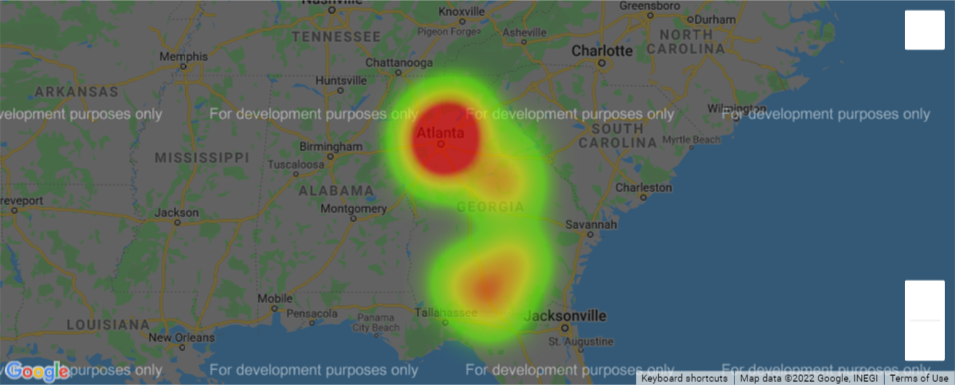 Nashville
Knoxville
Greensboro
Durham
Pigeon Forge
Asheville
TENNESSEE
NORTH
CAROLINA
Charlotte
Memphis
Chattanooga
Huntsville
ARKANSAS
velopment purposes only
For development purposes only
For development purposes only
For development purposes only
Wilmington
Atlanta
SOUTH
CAROLINA
Myrtle Beach
Birmingham
MISSISSIPPI
Tuscaloosa
ALABAMA
Charleston
reveport
Jackson
Montgomery
GEORGIA
Savannah
Mobile
Pensacola
Panama
City Beach
Tallahassee
Jacksonville
LOUISIANA
New Orleans
St. Augustine
Google
velopment purposes only
For development purposes only
For development purposes only
For development purposes only
Keyboard shortcuts
Map data ©2022 Google, INEGI
Terms of Use